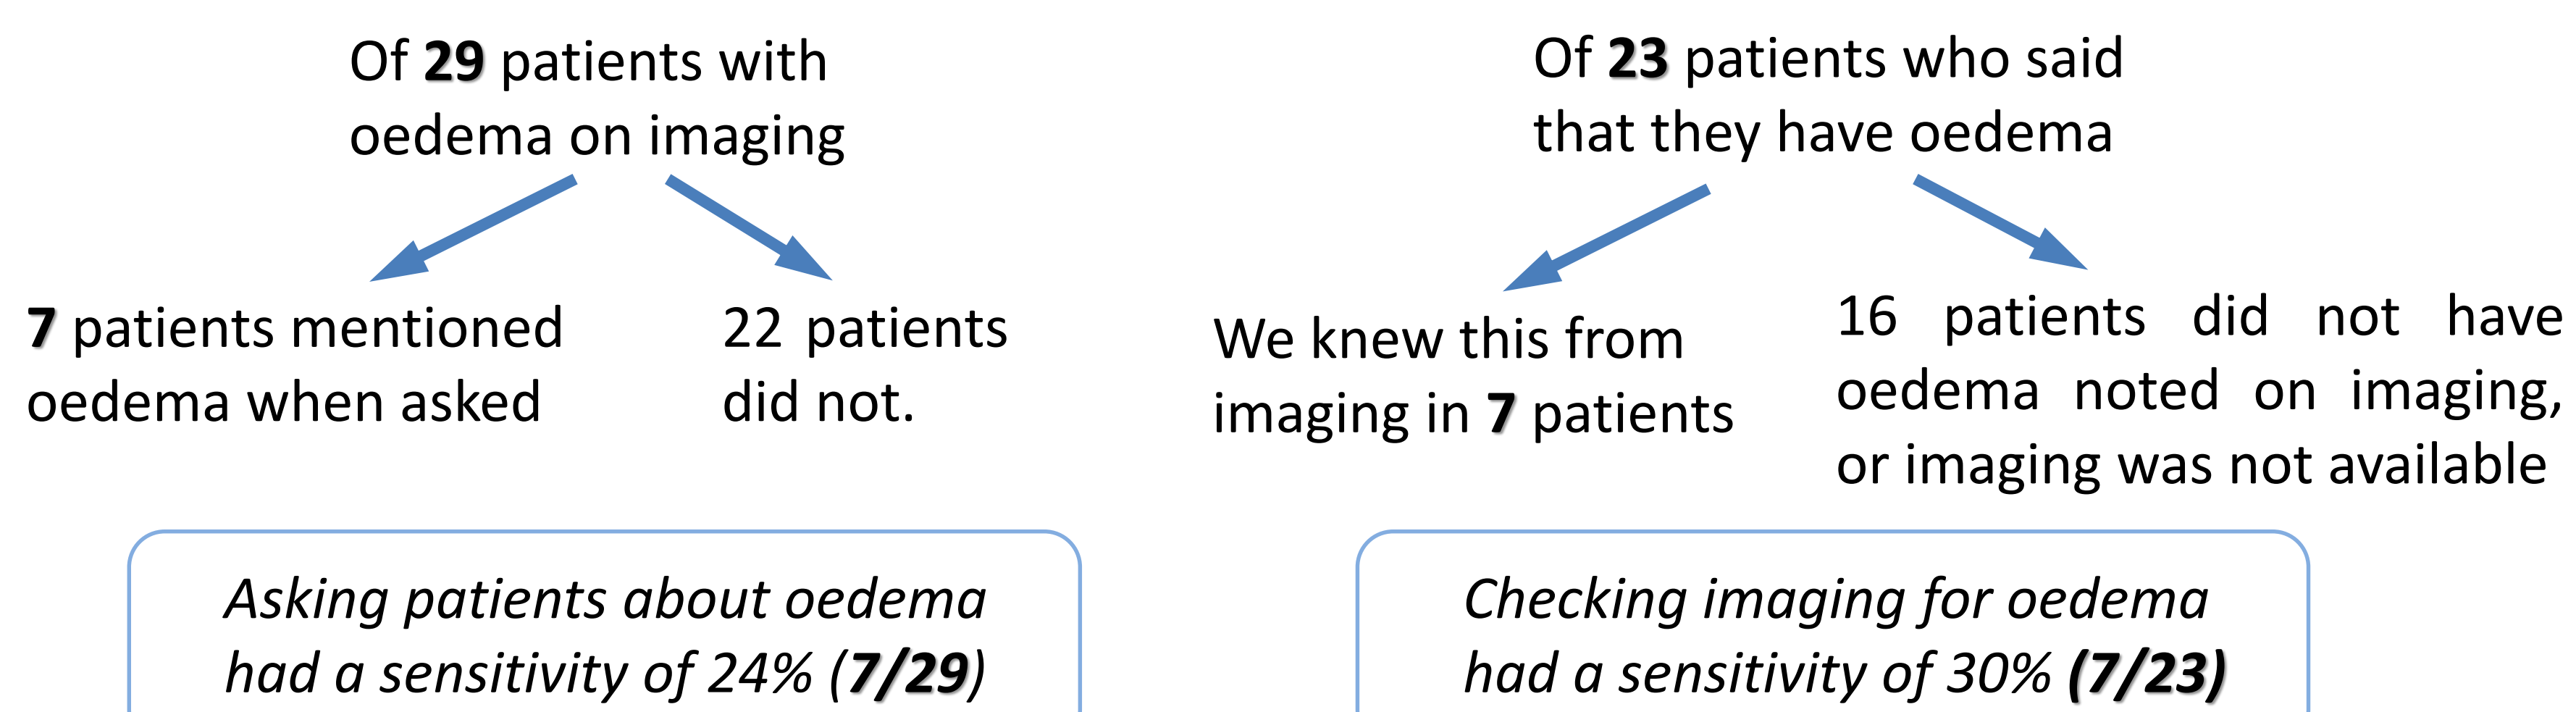 Of 29 patients with
oedema on imaging
7 patients mentioned
oedema when asked
22 patients
did not.
Asking patients about oedema
had a sensitivity of 24% (7/29)
Of 23 patients who said
that they have oedema
We knew this from
imaging in 7 patients
16 patients did not have
oedema noted on imaging,
or imaging was not available
Checking imaging for oedema
had a sensitivity of 30% (7/23)